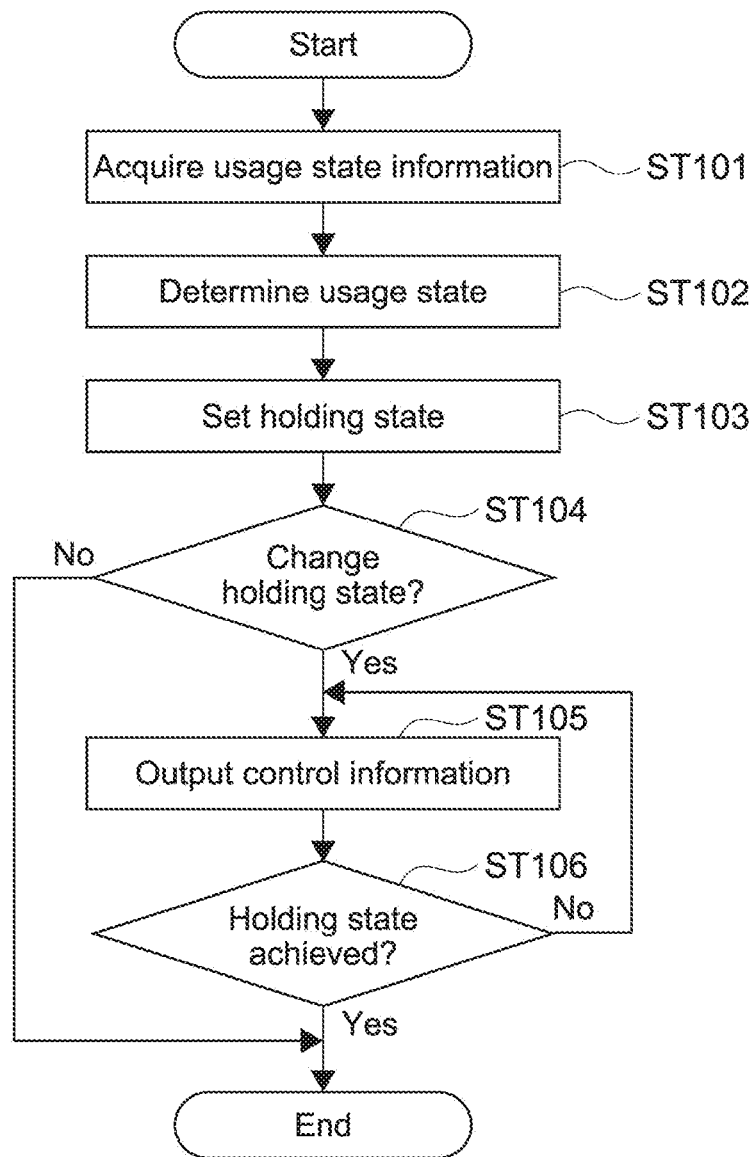 Start
Acquire usage state information
ST101
Determine usage state
ST102
Set holding state
ST103
ST104
No
Change
holding state?
Yes
ST105
Output control information
ST106
Holding state
achieved?
No
Yes
End